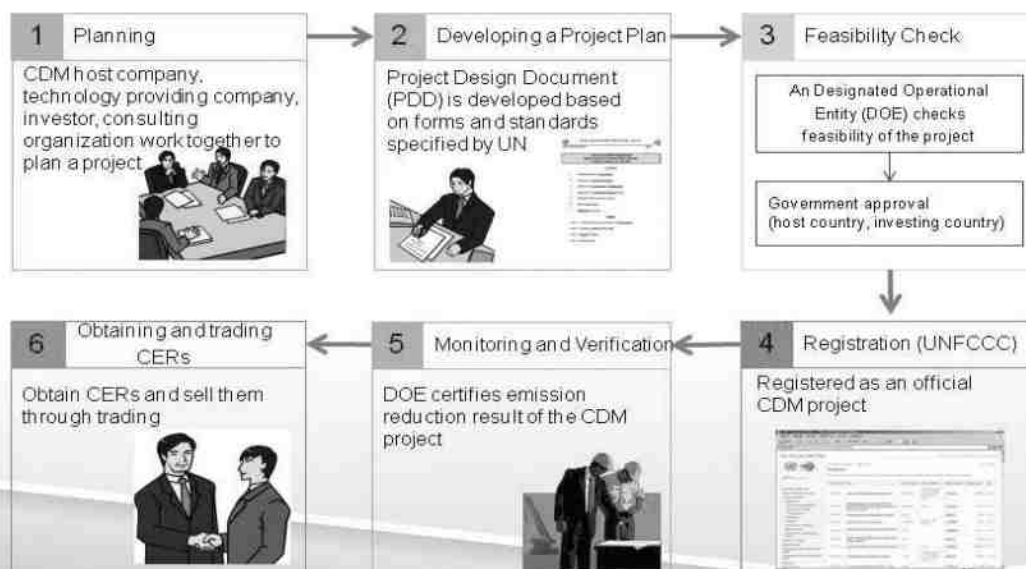 1 Planning
CDM host company,
technology providing company,
investor, consulting
organization work together to
plan a project
2 Developing a Project Plan
Project Design Document
(PDD) is developed based
on forms and standards
specified by UN
3 Feasibility Check
An Designated Operational
Entity (DOE) checks
feasibility of the project
Government approval
(host country, investing country)
4 Registration (UNFCCC)
Registered as an official
CDM project
5 Monitoring and Verification
DOE certifies emission
reduction result of the CDM
project
6 Obtaining and trading
CERs
Obtain CERs and sell them
through trading